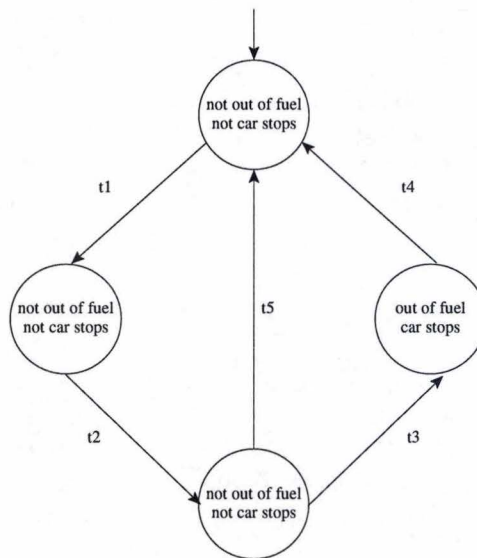 not out of fuel
not car stops
t1
t4
not out of fuel
not car stops
t5
out of fuel
car stops
t2
t3
not out of fuel
not car stops